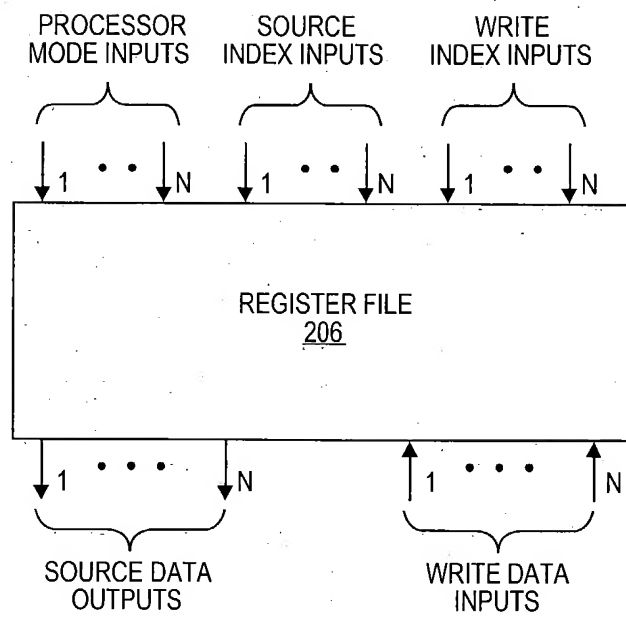 PROCESSOR MODE INPUTS
SOURCE INDEX INPUTS
WRITE INDEX INPUTS
1 N 1 N 1 N
REGISTER FILE
206
1 N 1 N
SOURCE DATA OUTPUTS
WRITE DATA INPUTS